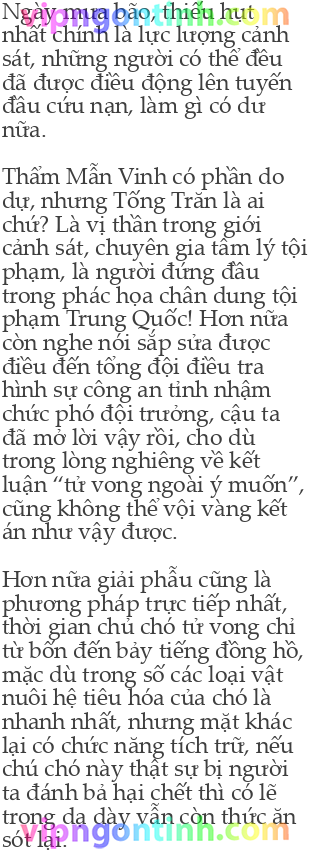 Ngày mưa bão, thiếu hụt
nhất chính là lực lượng cảnh
sát, những người có thể đều
đã được điều động lên tuyến
đầu cứu nạn, làm gì có dư
nữa.
Thẩm Mẫn Vinh có phần do
dự, nhưng Tống Trăn là ai
chứ? Là vị thần trong giới
cảnh sát, chuyên gia tâm lý tội
phạm, là người đứng đầu
trong phác họa chân dung tội
phạm Trung Quốc! Hơn nữa
còn nghe nói sắp sửa được
điều đến tổng đội điều tra
hình sự công an tỉnh nhậm
chức phó đội trưởng, cậu ta
đã mở lời vậy rồi, cho dù
trong lòng nghiêng về kết
luận “tử vong ngoài ý muốn”,
cũng không thể vội vàng kết
án như vậy được.
Hơn nữa giải phẫu cũng là
phương pháp trực tiếp nhất,
thời gian chú chó tử vong chỉ
từ bốn đến bảy tiếng đồng hồ,
mặc dù trong số các loại vật
nuôi hệ tiêu hóa của chó là
nhanh nhất, nhưng mặt khác
lại có chức năng tích trữ, nếu
chú chó này thật sự bị người
ta đánh bả hại chết thì có lẽ
trong dạ dày vẫn còn thức ăn
sót lại.
vipngontinh.com
vipngontinh.com